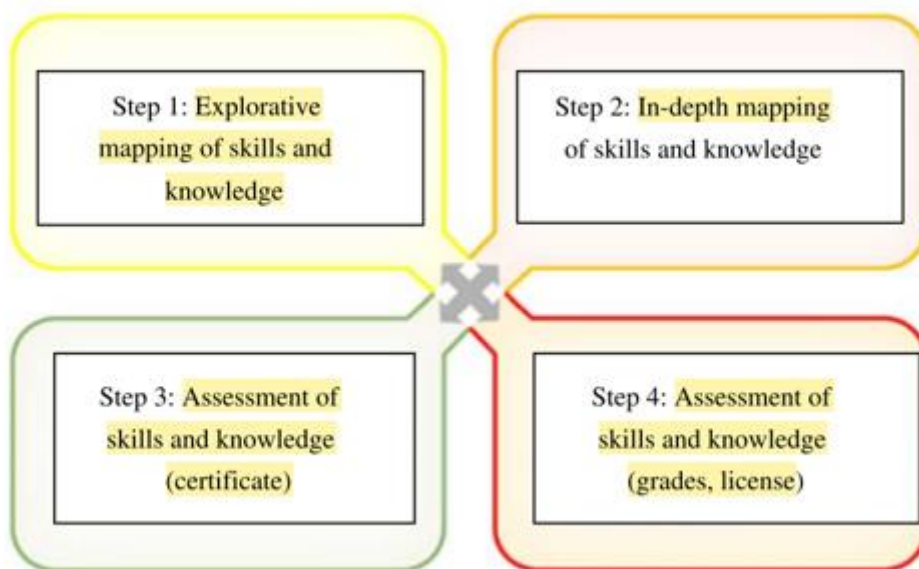 Step 1: Explorative
mapping of skills and
knowledge
Step 2: In-depth mapping
of skills and knowledge
Step 3: Assessment of
skills and knowledge
(certificate)
Step 4: Assessment of
skills and knowledge
(grades, license)